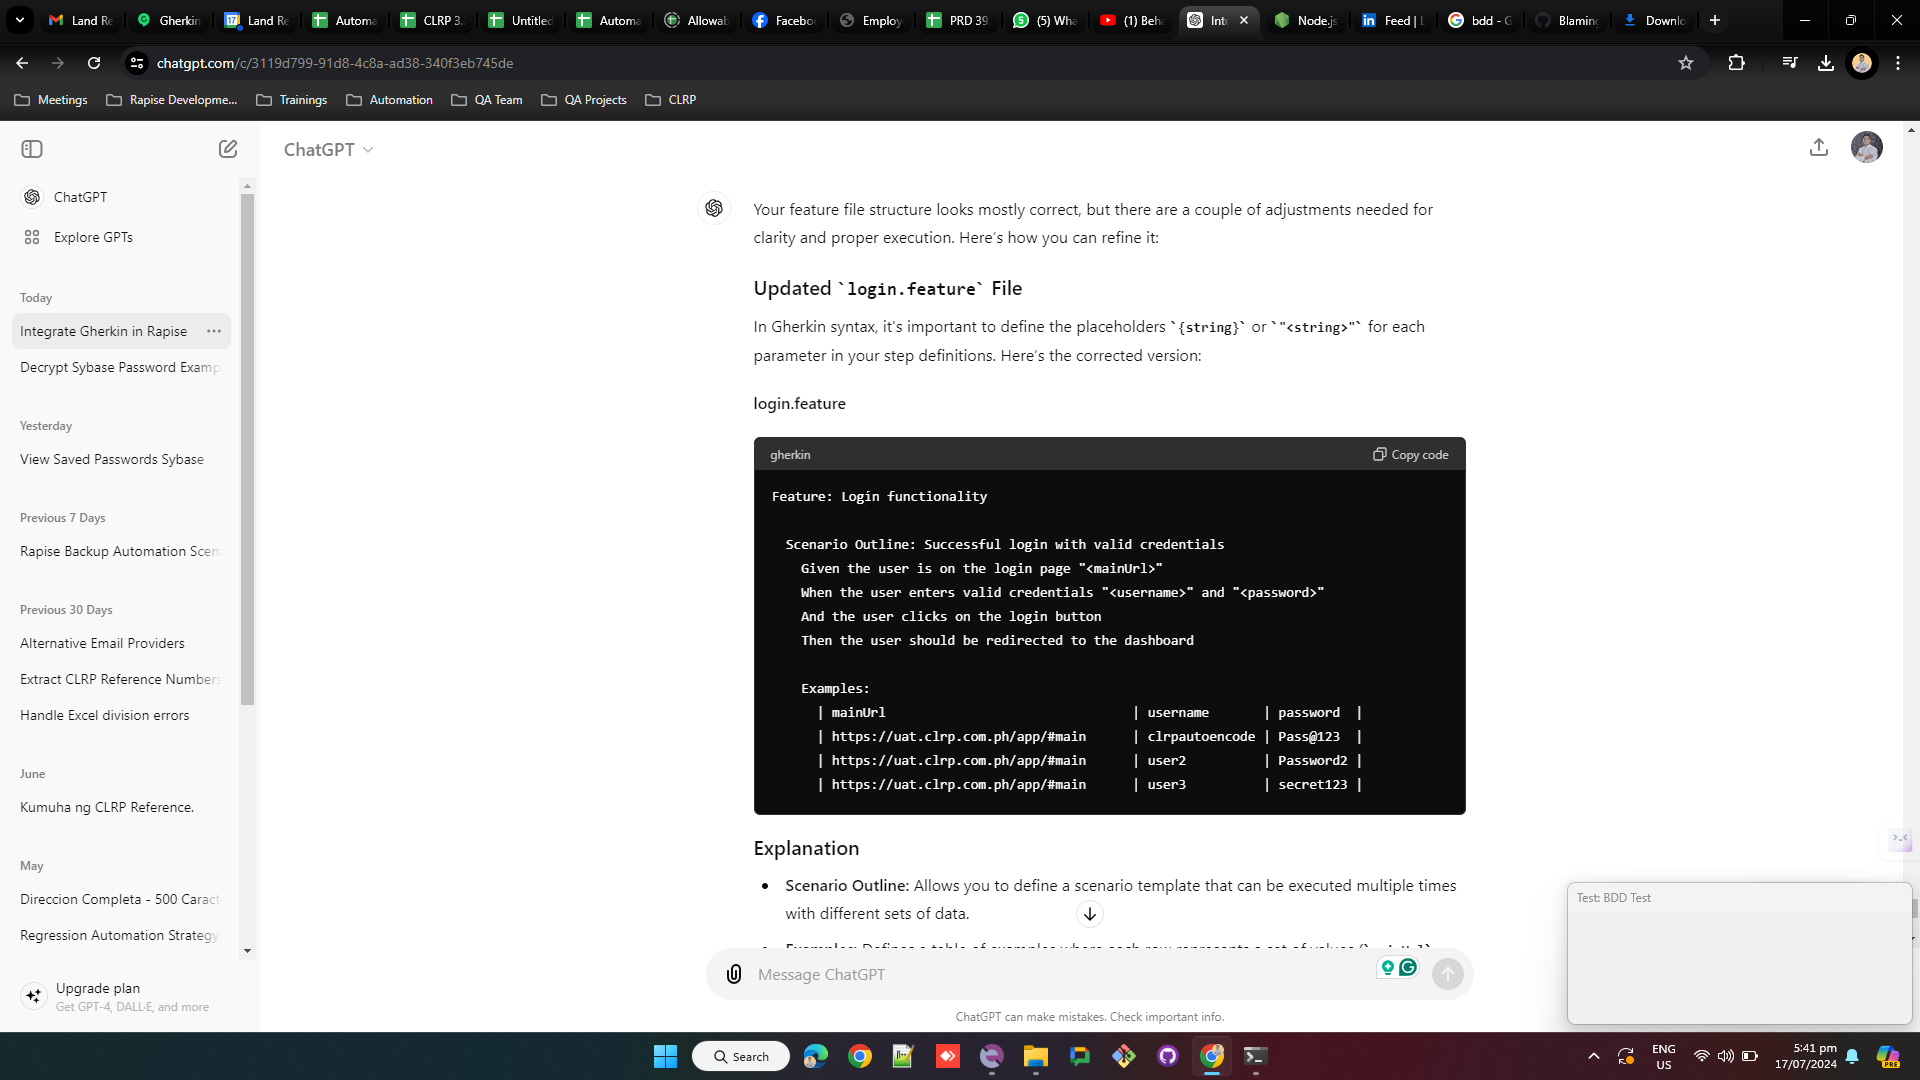 Land Re
Gherkin
Land Re
Automa
CLRP 3.
Untitled
Automa
Allowab
Facebo
Employ
PRD 39
(5) Wha
(1) Beha
Int
Node.js
Feed | L
bdd - G
Blaming
Downlo
chatgpt.com/c/3119d799-91d8-4c8a-ad38-340f3eb745de
Meetings
Rapise Developme...
Trainings
Automation
QA Team
QA Projects
CLRP
ChatGPT
ChatGPT
Explore GPTs
Today
Integrate Gherkin in Rapise
Decrypt Sybase Password Examp
Yesterday
View Saved Passwords Sybase
Previous 7 Days
Rapise Backup Automation Scen
Previous 30 Days
Alternative Email Providers
Extract CLRP Reference Numbers
Handle Excel division errors
June
Kumuha ng CLRP Reference.
May
Direccion Completa - 500 Caract
Regression Automation Strategy
Upgrade plan
Get GPT-4, DALL·E, and more
Your feature file structure looks mostly correct, but there are a couple of adjustments needed for
clarity and proper execution. Here's how you can refine it:
Updated `login.feature` File
In Gherkin syntax, it's important to define the placeholders `{string}` or `"<string>"` for each
parameter in your step definitions. Here's the corrected version:
login.feature
gherkin
Copy code
Feature: Login functionality
Scenario Outline: Successful login with valid credentials
Given the user is on the login page "<mainUrl>"
When the user enters valid credentials "<username>" and "<password>"
And the user clicks on the login button
Then the user should be redirected to the dashboard
Examples:
| mainUrl | username | password |
| https://uat.clrp.com.ph/app/#main | clrpautoencode | Pass@123 |
| https://uat.clrp.com.ph/app/#main | user2 | Password2 |
| https://uat.clrp.com.ph/app/#main | user3 | secret123 |
Explanation
• Scenario Outline: Allows you to define a scenario template that can be executed multiple times
with different sets of data.
Message ChatGPT
ChatGPT can make mistakes. Check important info.
Test: BDD Test
Search
ENG
US
5:41 pm
17/07/2024
PRE